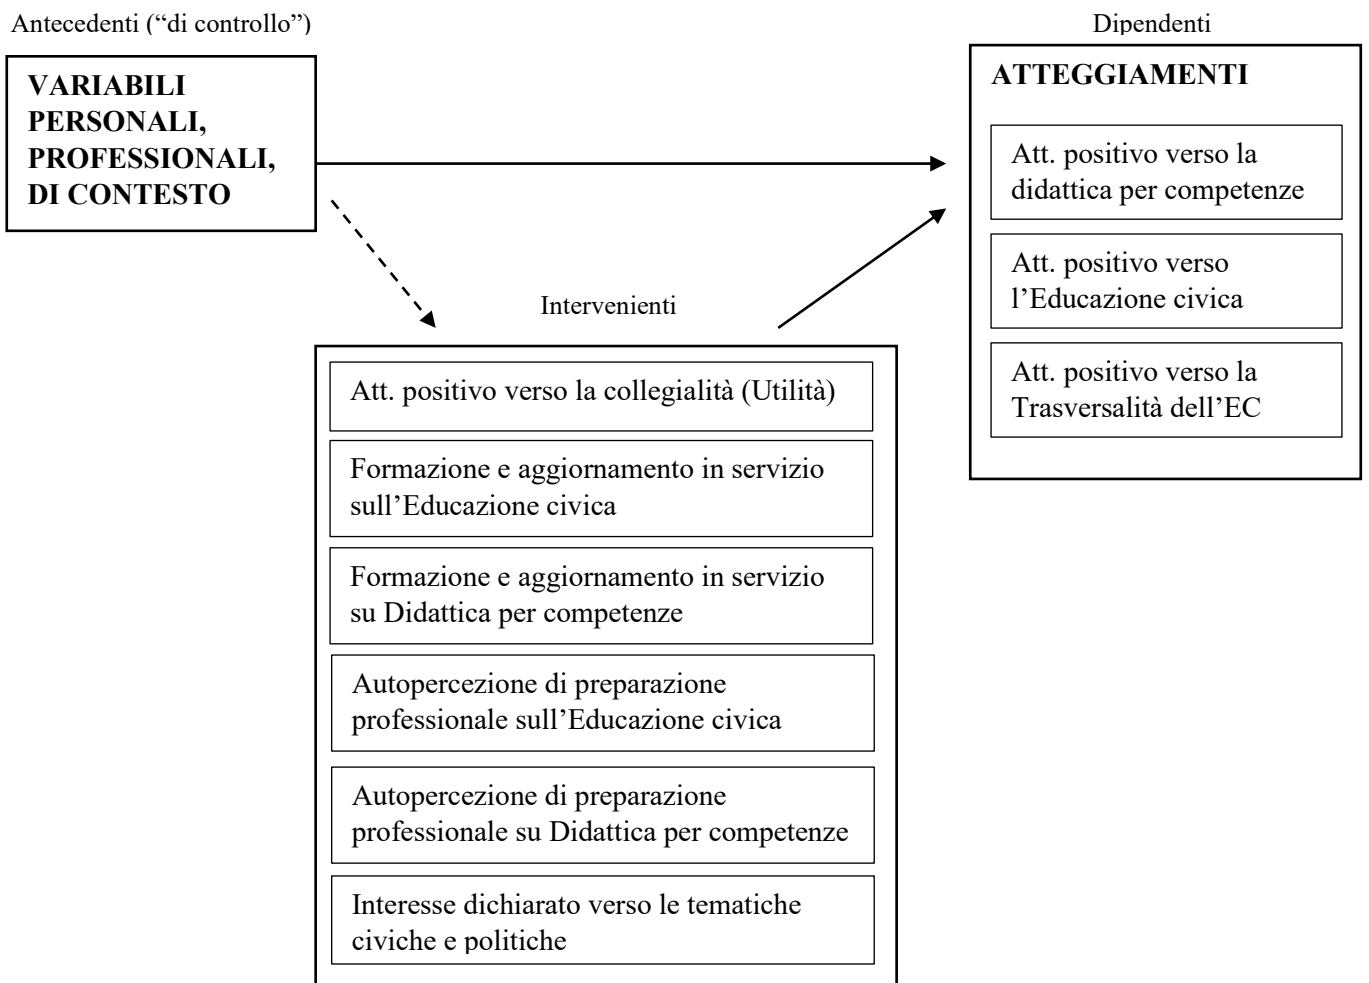 Antecedenti (“di controllo”)
VARIABILI
PERSONALI,
PROFESSIONALI,
DI CONTESTO
Dipendenti
ATTEGGIAMENTI
Att. positivo verso la
didattica per competenze
Att. positivo verso
l’Educazione civica
Att. positivo verso la
Trasversalità dell’EC
Intervenienti
Att. positivo verso la collegialità (Utilità)
Formazione e aggiornamento in servizio
sull’Educazione civica
Formazione e aggiornamento in servizio
su Didattica per competenze
Autopercezione di preparazione
professionale sull’Educazione civica
Autopercezione di preparazione
professionale su Didattica per competenze
Interesse dichiarato verso le tematiche
civiche e politiche